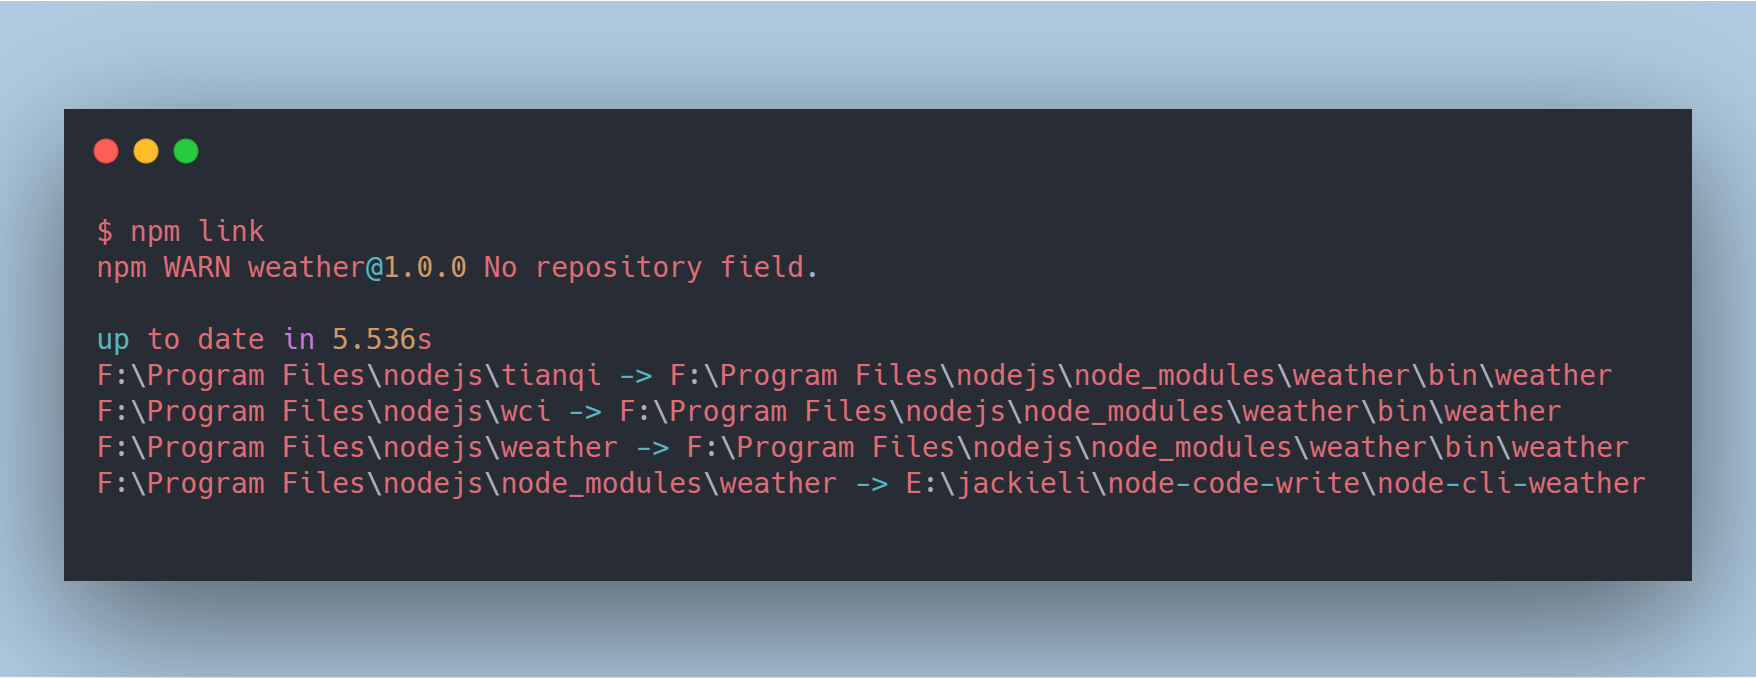 $ npm link
npm WARN weather@1.0.0 No repository field.
up to date in 5.536s
F:\Program Files\nodejs\tianqi -> F:\Program Files\nodejs\node_modules\weather\bin\weather
F:\Program Files\nodejs\wci -> F:\Program Files\nodejs\node_modules\weather\bin\weather
F:\Program Files\nodejs\weather -> F:\Program Files\nodejs\node_modules\weather\bin\weather
F:\Program Files\nodejs\node_modules\weather -> E:\jackieli\node-code-write\node-cli-weather